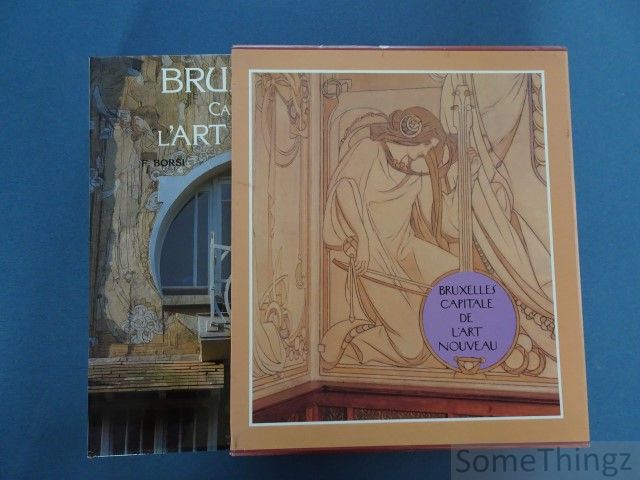 BRU
CA
L'ART
F. BORSI
BRUXELLES
CAPITALE
DE
L'ART
NOUVEAU
SomeThingz